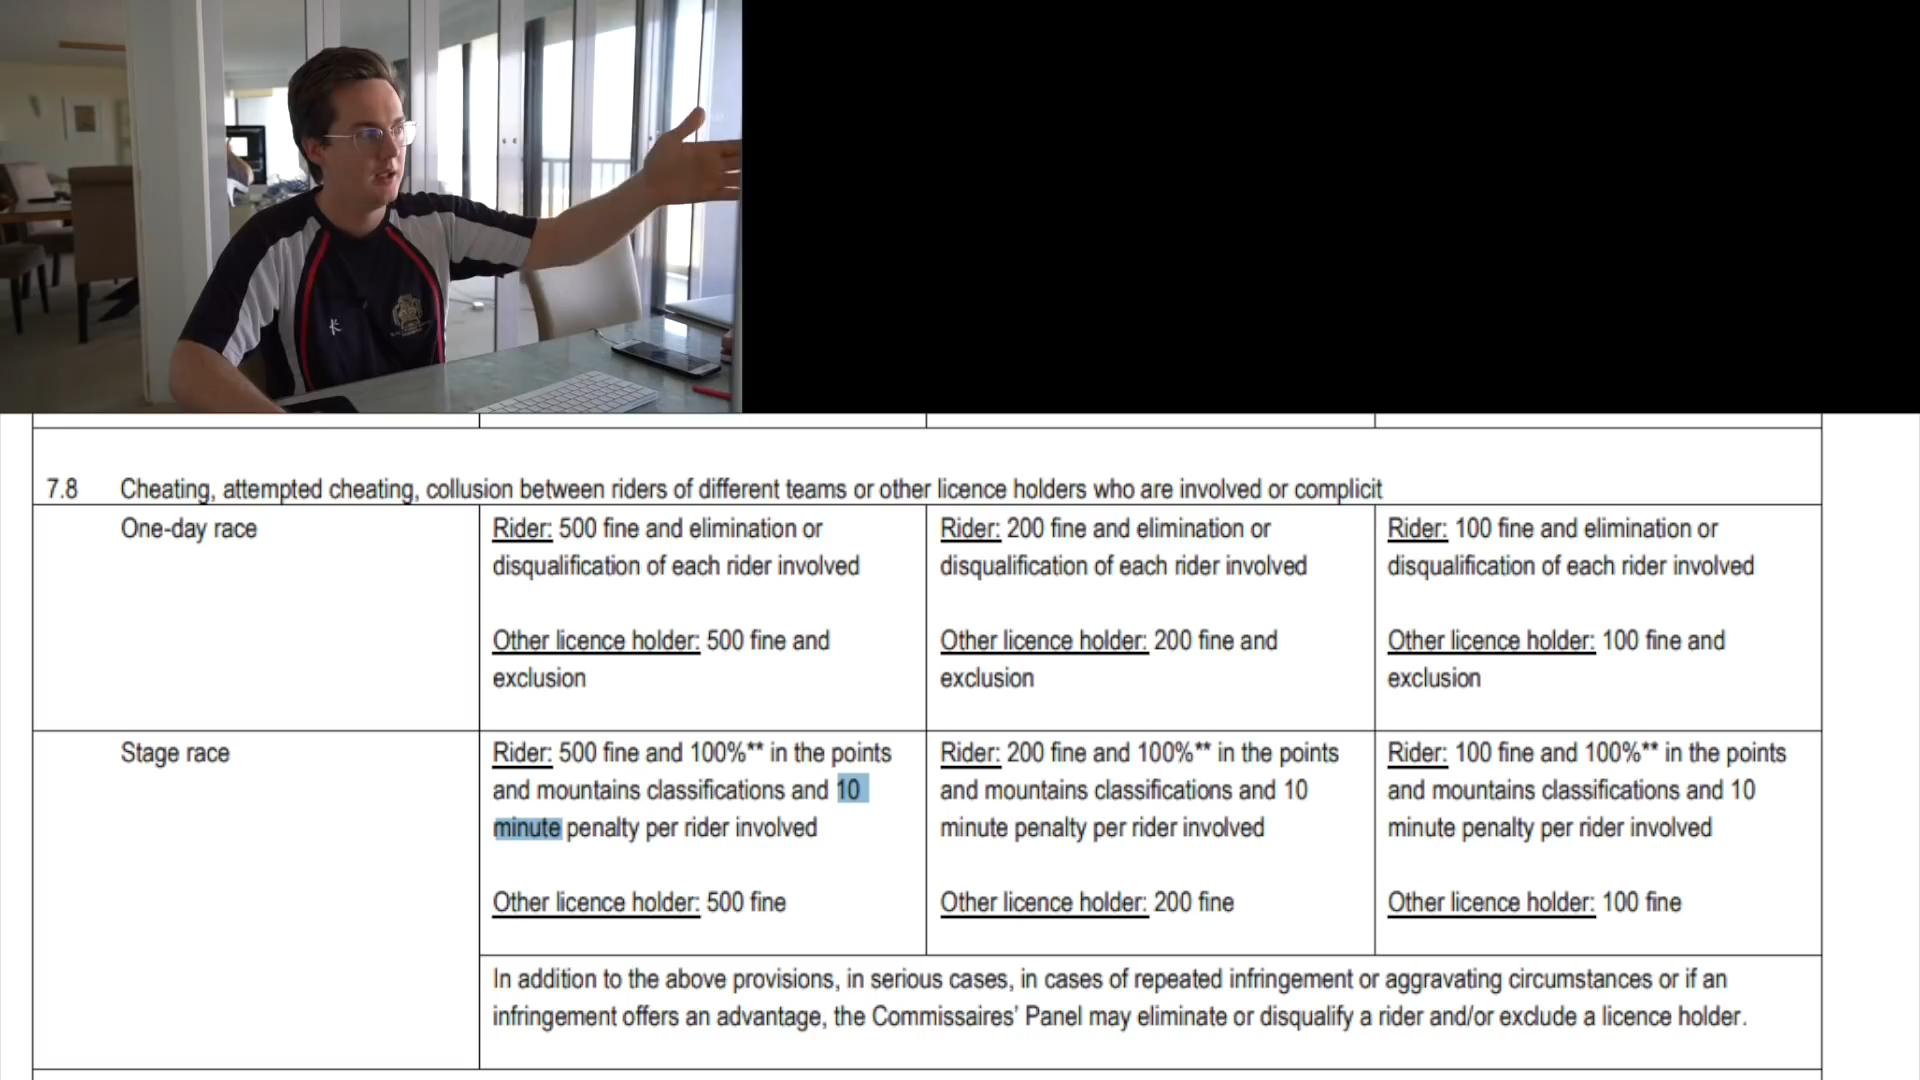 7.8 Cheating, attempted cheating, collusion between riders of different teams or other licence holders who are involved or complicit
One-day race
Rider: 500 fine and elimination or
disqualification of each rider involved
Other licence holder: 500 fine and
exclusion
Rider: 200 fine and elimination or
disqualification of each rider involved
Other licence holder: 200 fine and
exclusion
Rider: 100 fine and elimination or
disqualification of each rider involved
Other licence holder: 100 fine and
exclusion
Stage race
Rider: 500 fine and 100%** in the points
and mountains classifications and 10
minute penalty per rider involved
Other licence holder: 500 fine
Rider: 200 fine and 100%** in the points
and mountains classifications and 10
minute penalty per rider involved
Other licence holder: 200 fine
Rider: 100 fine and 100%** in the points
and mountains classifications and 10
minute penalty per rider involved
Other licence holder: 100 fine
In addition to the above provisions, in serious cases, in cases of repeated infringement or aggravating circumstances or if an
infringement offers an advantage, the Commissaires’ Panel may eliminate or disqualify a rider and/or exclude a licence holder.